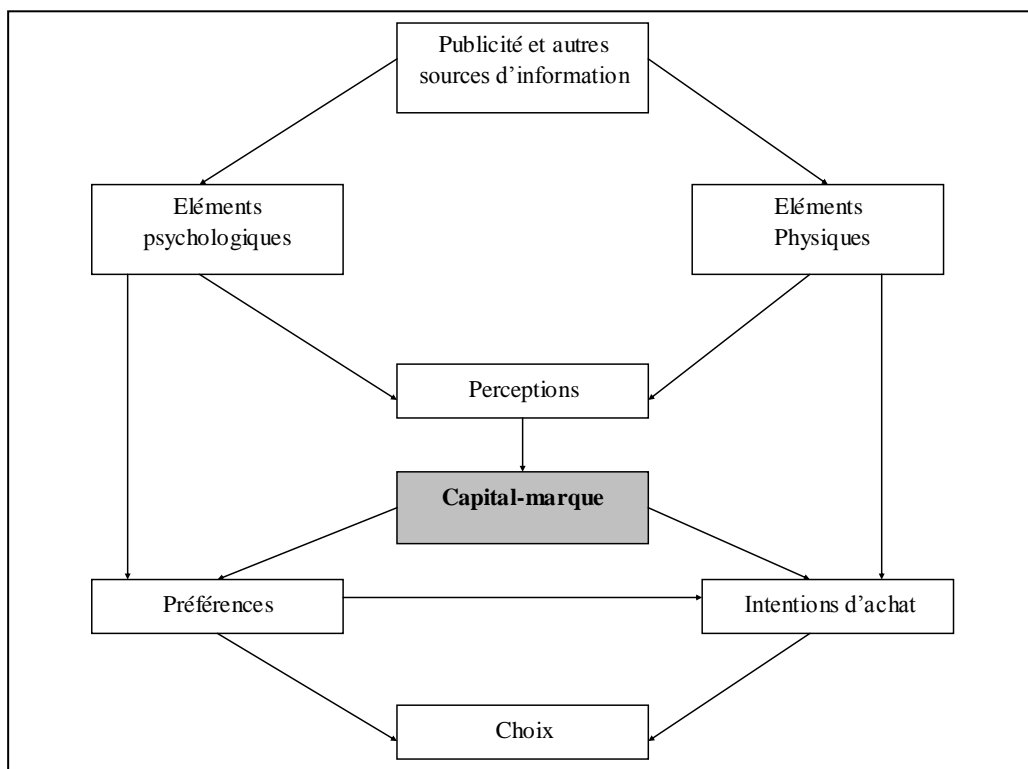 Publicité et autres
sources d’information
Eléments
psychologiques
Eléments
Physiques
Perceptions
Capital-marque
Préférences
Intentions d’achat
Choix